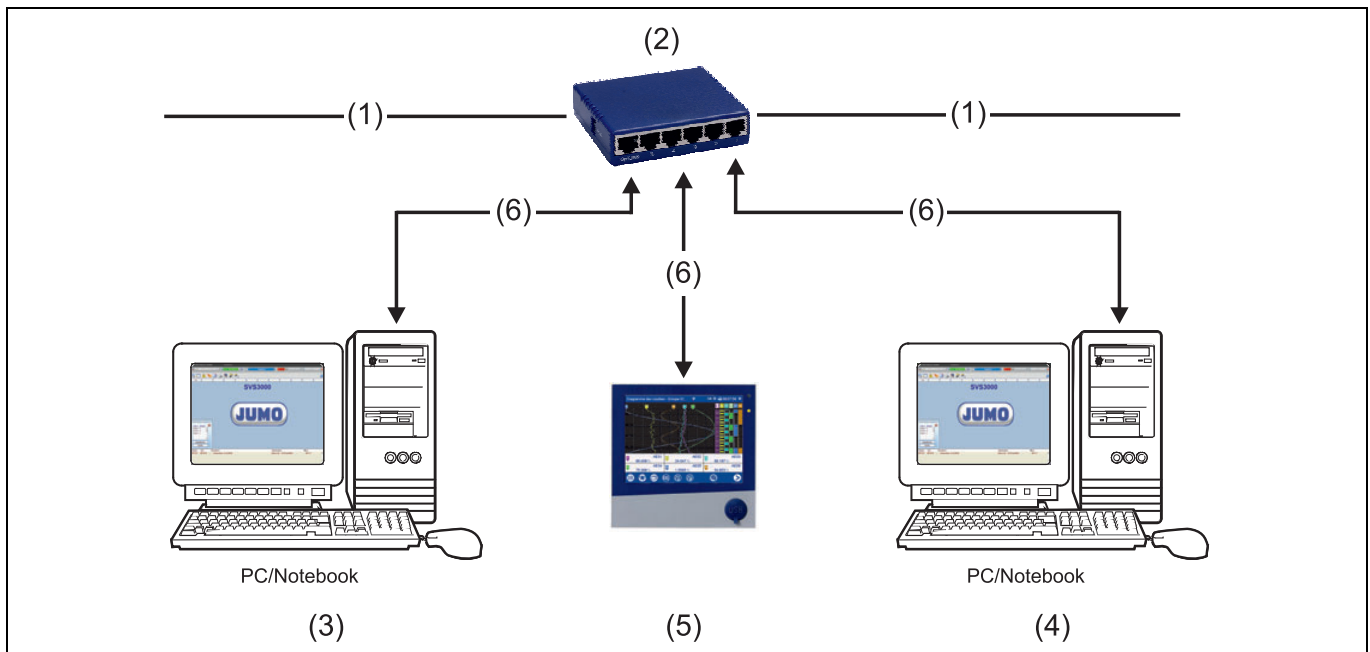 (2)
(1)
(1)
(6)
(6)
(6)
SVS3000
JUMO
SVS3000
JUMO
PC/Notebook
PC/Notebook
(3)
(5)
(4)